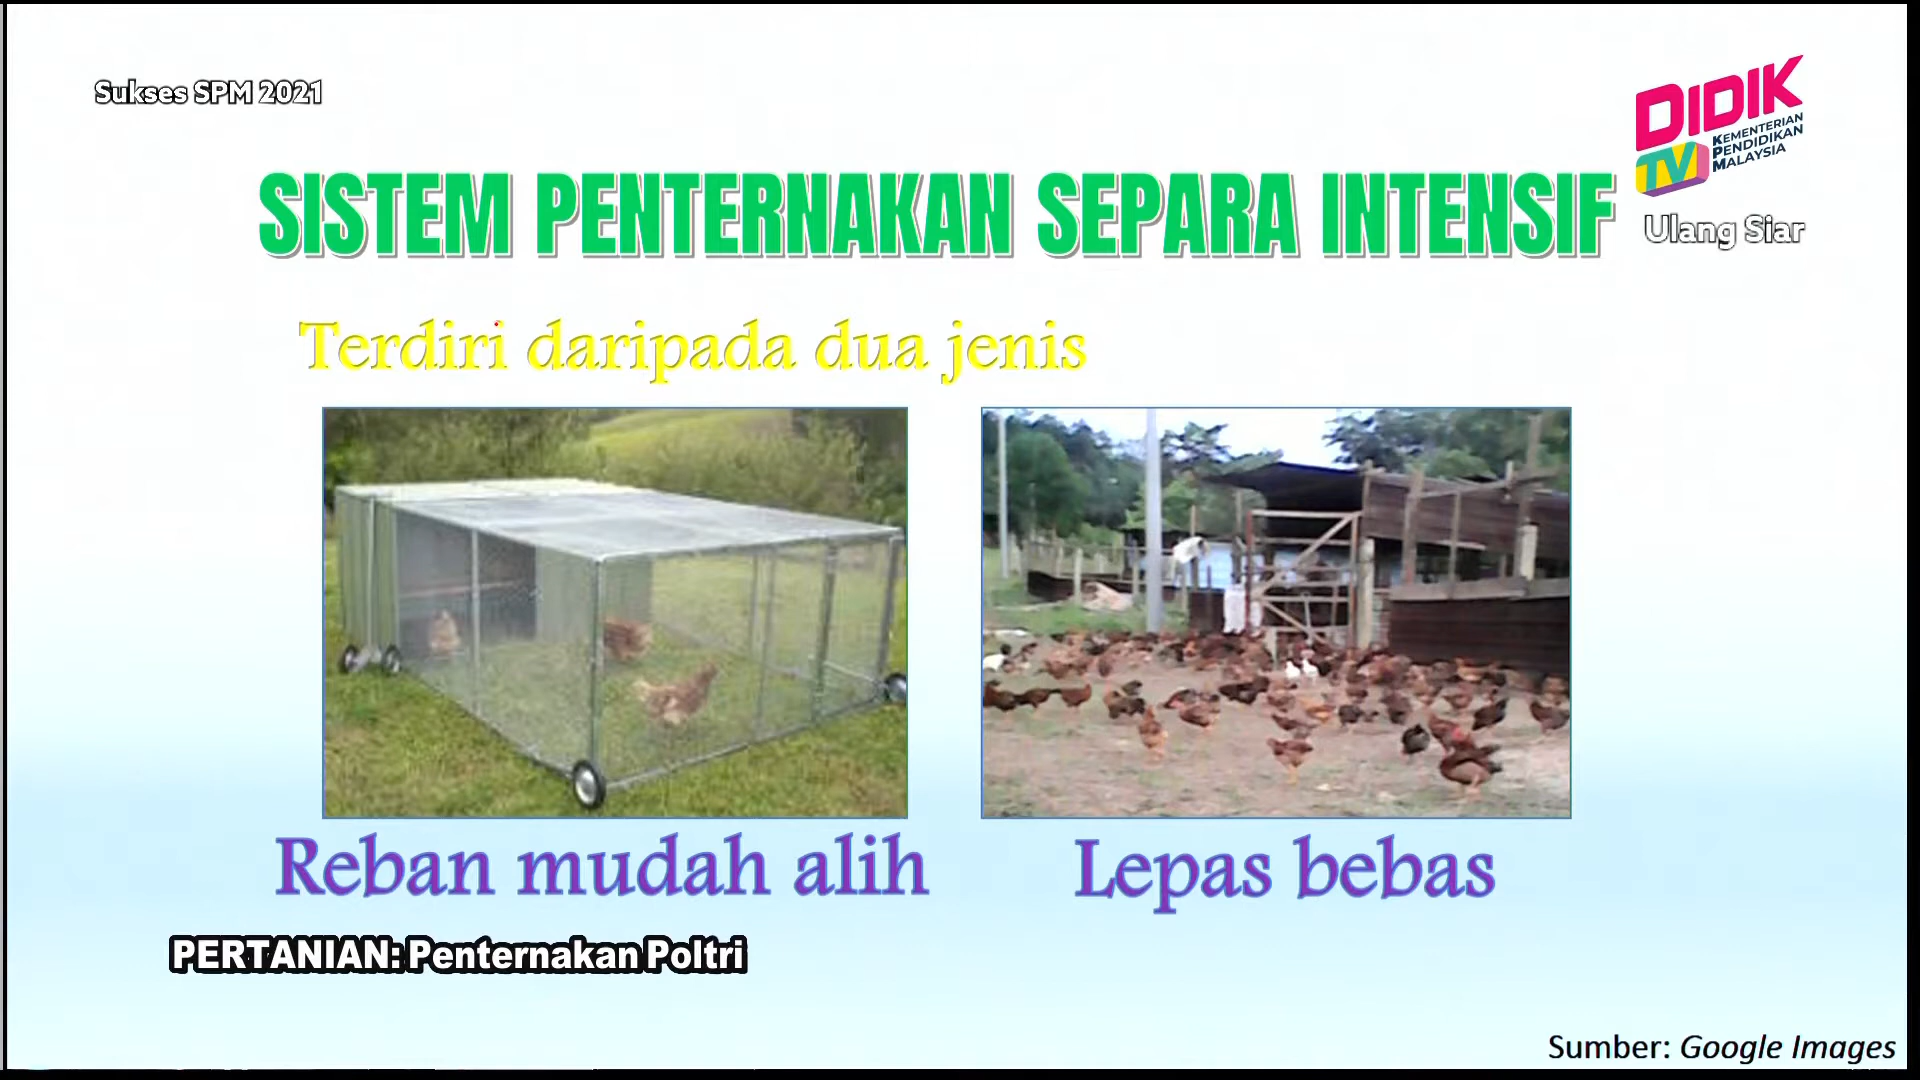 Sukses SPM 2021
DIDIK
TV
KEMENTERIAN
PENDIDIKAN
MALAYSIA
Ulang Siar
SISTEM PENTERNAKAN SEPARA INTENSIF
Terdiri daripada dua jenis
Reban mudah alih
Lepas bebas
PERTANIAN: Penternakan Poltri
Sumber: Google Images